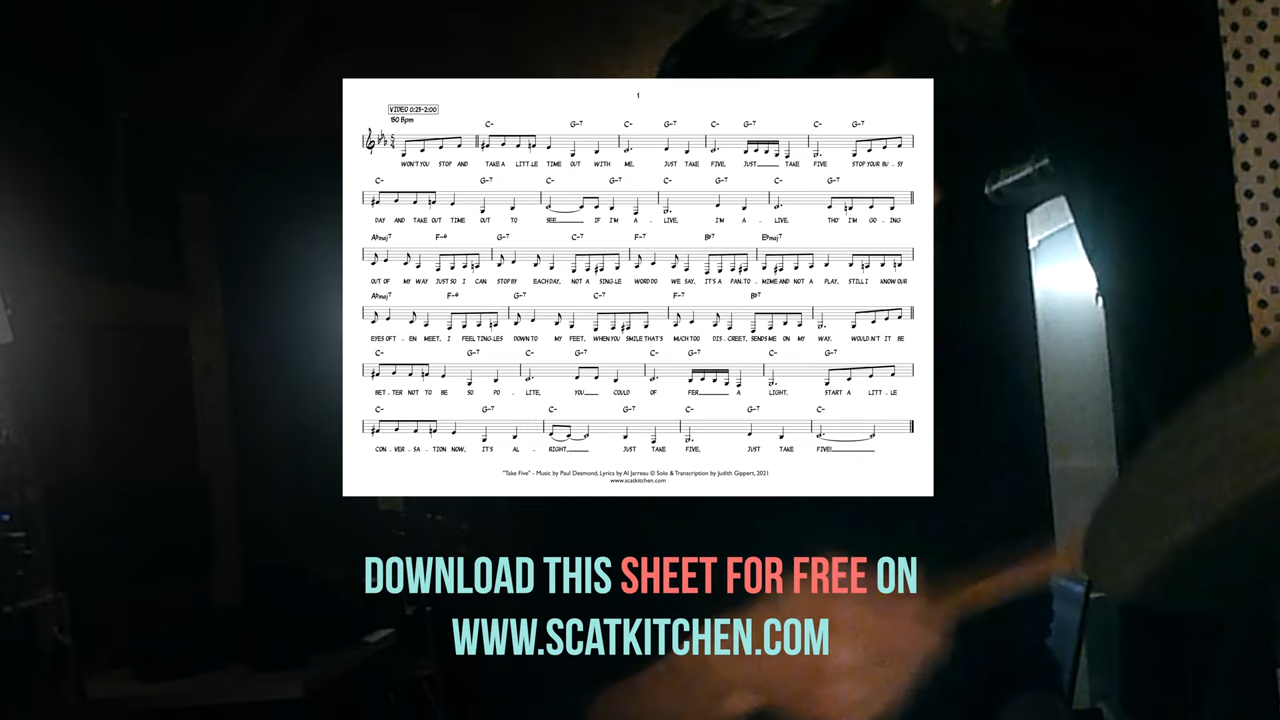 1
VIDEO 0:23-2:00
150 Bpm
C- G-7 C- G-7 C- G-7 C- G-7
WON'T YOU STOP AND TAKE A LITT-LE TIME OUT WITH ME, JUST TAKE FIVE, JUST____ TAKE FIVE STOP YOUR BU - SY
C- G-7 C- G-7 C- G-7 C- G-7
DAY AND TAKE OUT TIME OUT TO SEE____ IF I'M A - LIVE, I'M A - LIVE. THO' I'M GO - ING
A♭maj7 F-6 G-7 C-7 F-7 B♭7 E♭maj7
OUT OF MY WAY JUST SO I CAN STOP BY EACH DAY, NOT A SING-LE WORD DO WE SAY, IT'S A PAN-TO - MIME AND NOT A PLAY, STILL I KNOW OUR
A♭maj7 F-6 G-7 C-7 F-7 B♭7
EYES OFT - EN MEET, I FEEL TING-LES DOWN TO MY FEET, WHEN YOU SMILE THAT'S MUCH TOO DIS - CREET, SENDS ME ON MY WAY. WOULD-N'T IT BE
C- G-7 C- G-7 C- G-7 C- G-7
BET - TER NOT TO BE SO PO - LITE, YOU____ COULD OF FER____ A LIGHT. START A LITT - LE
C- G-7 C- G-7 C- G-7 C-
CON - VER - SA - TION NOW, IT'S AL - RIGHT____ JUST TAKE FIVE, JUST TAKE FIVE!____
"Take Five" - Music by Paul Desmond, Lyrics by Al Jarreau © Solo & Transcription by Judith Gippert, 2021
www.scatkitchen.com
DOWNLOAD THIS SHEET FOR FREE ON
WWW.SCATKITCHEN.COM